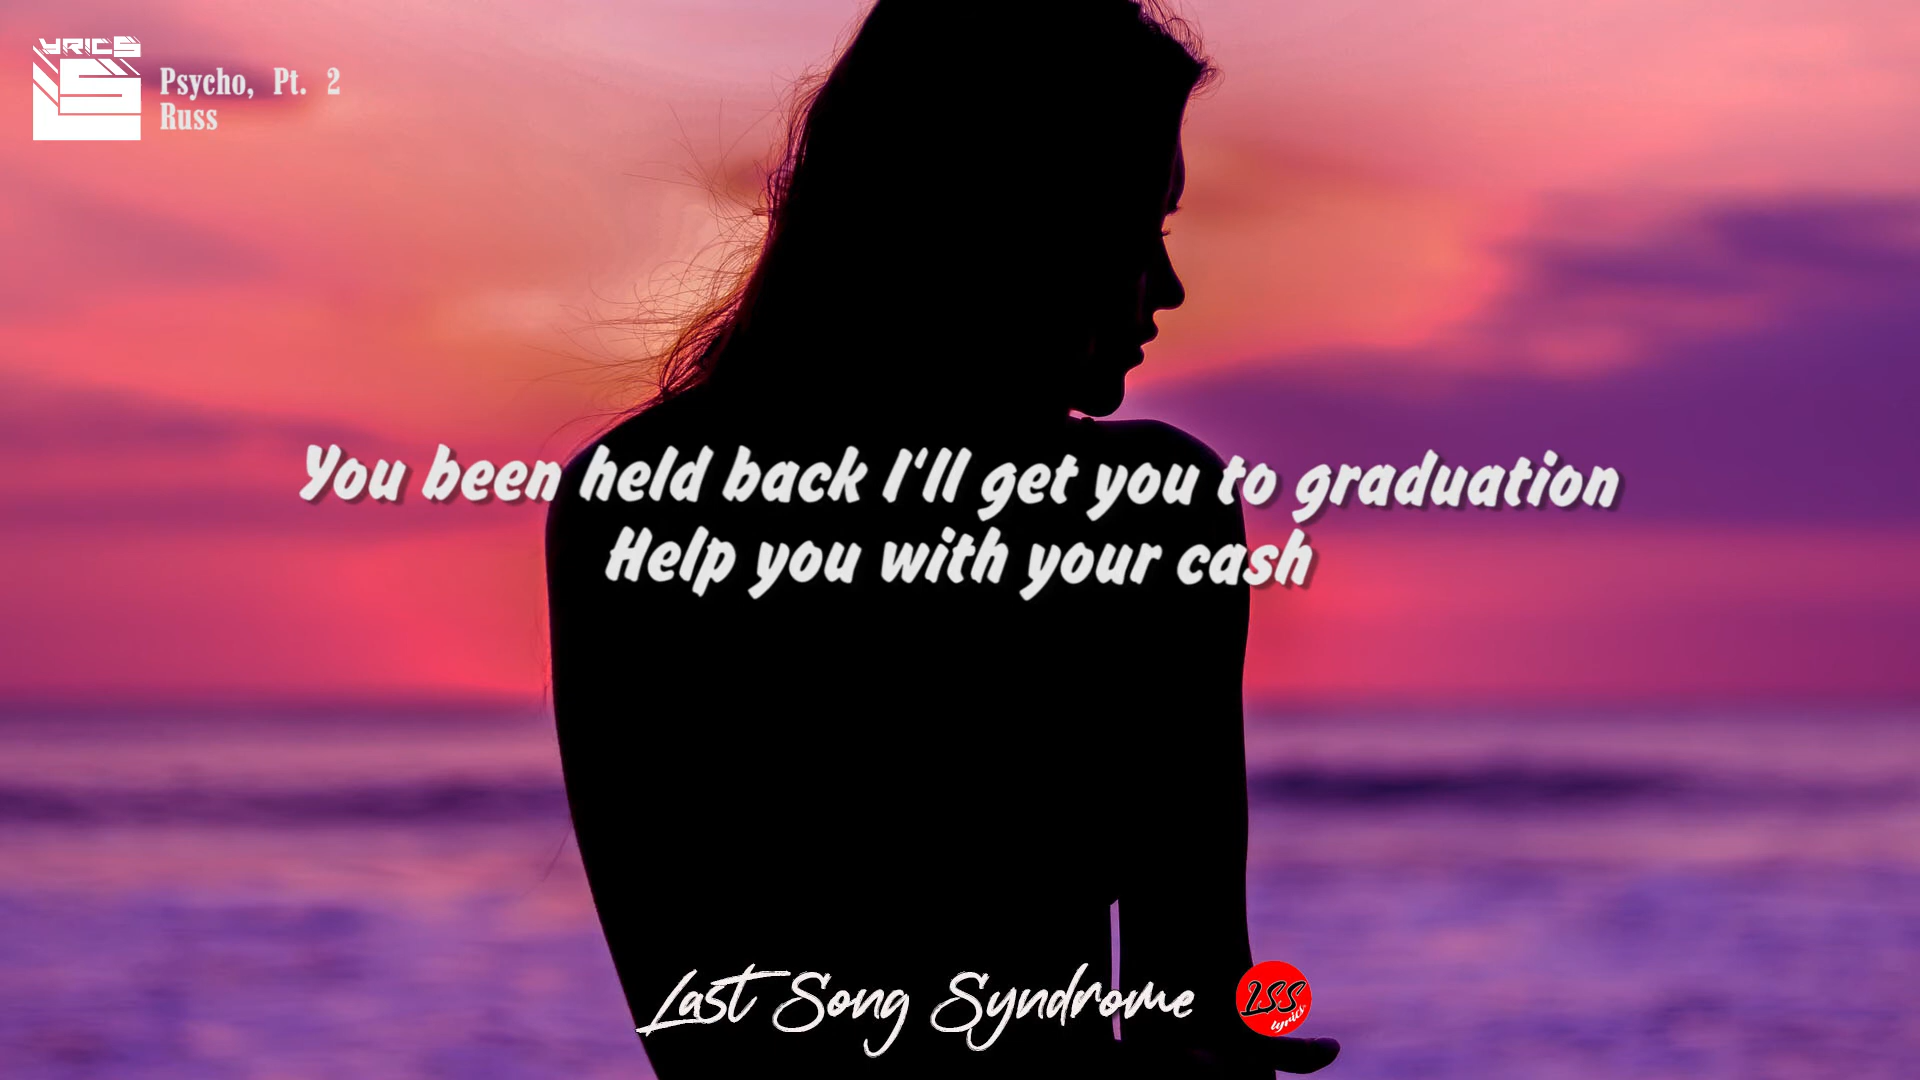 LYRICS
Psycho, Pt. 2
Russ
You been held back I'll get you to graduation
Help you with your cash
Last Song Syndrome
LSS
lyrics